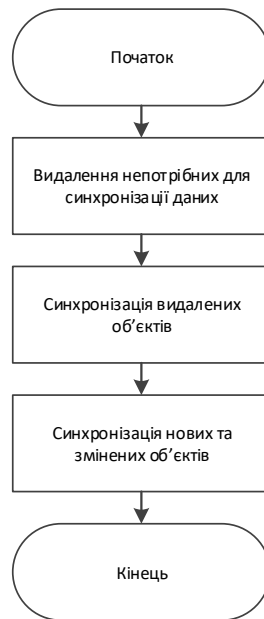 Початок
Видалення непотрібних для
синхронізації даних
Синхронізація видалених
об’єктів
Синхронізація нових та
змінених об’єктів
Кінець